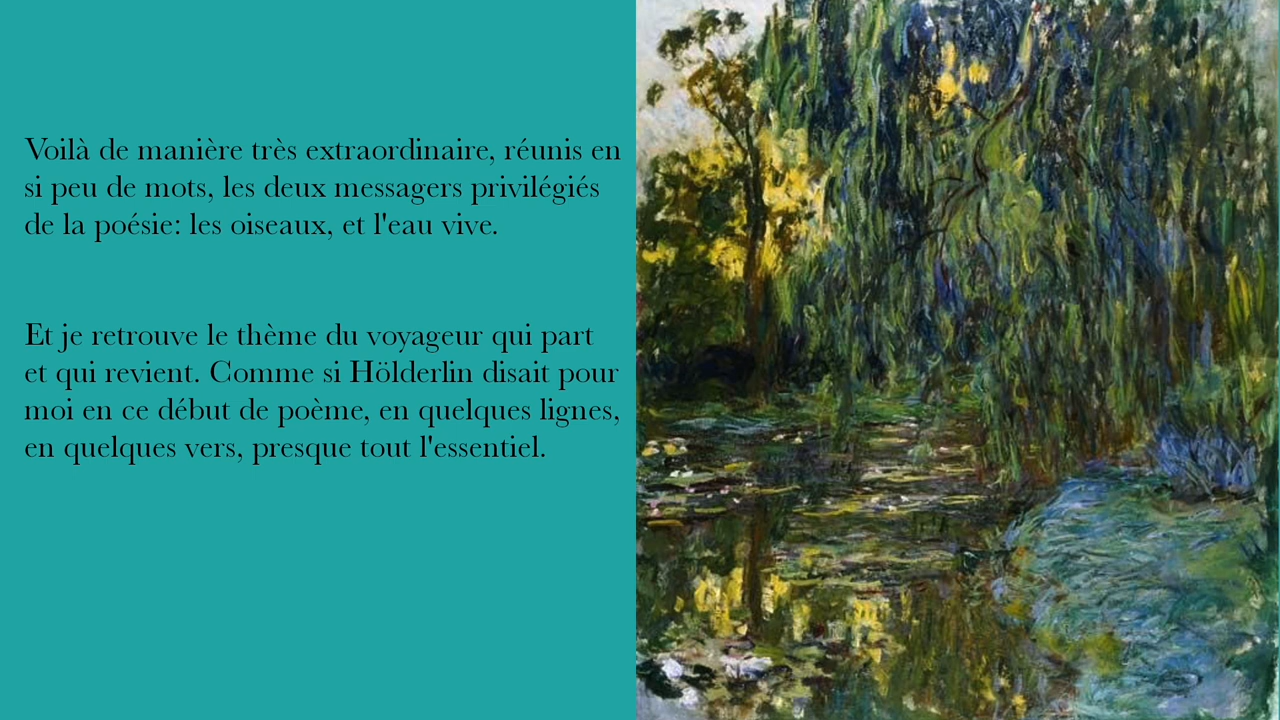 Voilà de manière très extraordinaire, réunis en
si peu de mots, les deux messagers privilégiés
de la poésie: les oiseaux, et l'eau vive.
Et je retrouve le thème du voyageur qui part
et qui revient. Comme si Hölderlin disait pour
moi en ce début de poème, en quelques lignes,
en quelques vers, presque tout l'essentiel.